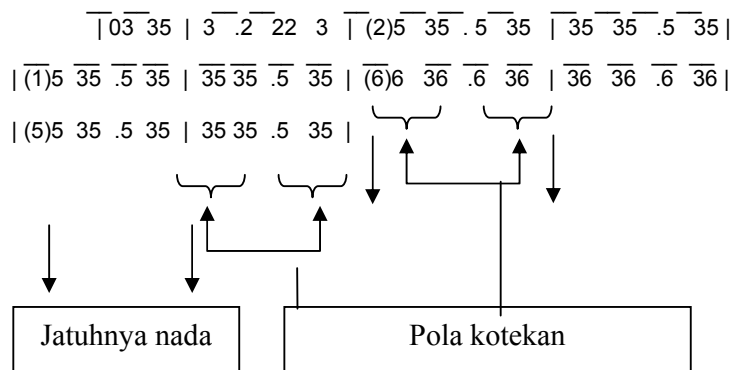 | 03 35 | 3 .2 22 3 | (2)5 35 . 5 35 | 35 35 .5 35 |
| (1)5 35 .5 35 | 35 35 .5 35 | (6)6 36 .6 36 | 36 36 .6 36 |
| (5)5 35 .5 35 | 35 35 .5 35 |
Jatuhnya nada Pola kotekan